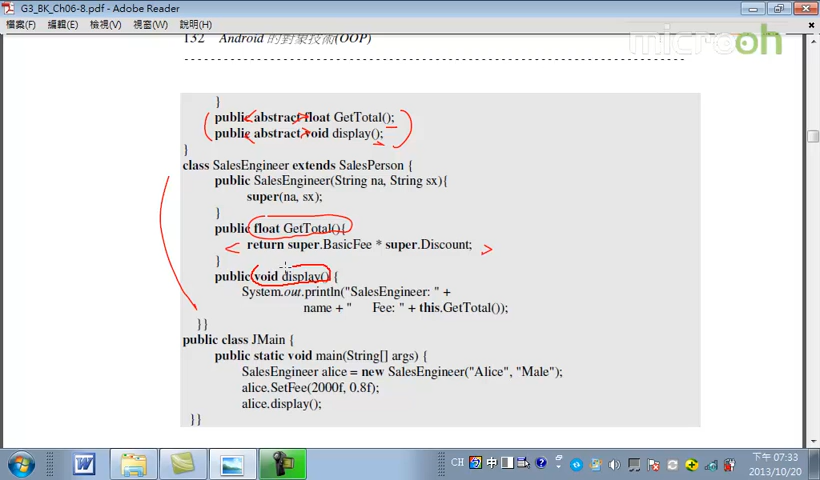 G3_BK_Ch06-8.pdf - Adobe Reader
檔案(F) 編輯(E) 檢視(V) 視窗(W) 說明(H)
microoh
132 Android 的對象技術(OOP)
}
public abstract float GetTotal();
public abstract void display();
}
class SalesEngineer extends SalesPerson {
public SalesEngineer(String na, String sx){
super(na, sx);
}
public float GetTotal(){
return super.BasicFee * super.Discount;
}
public void display() {
System.out.println("SalesEngineer: " +
name + " Fee: " + this.GetTotal());
}}
public class JMain {
public static void main(String[] args) {
SalesEngineer alice = new SalesEngineer("Alice", "Male");
alice.SetFee(2000f, 0.8f);
alice.display();
}}
CH 中
下午 07:33
2013/10/20